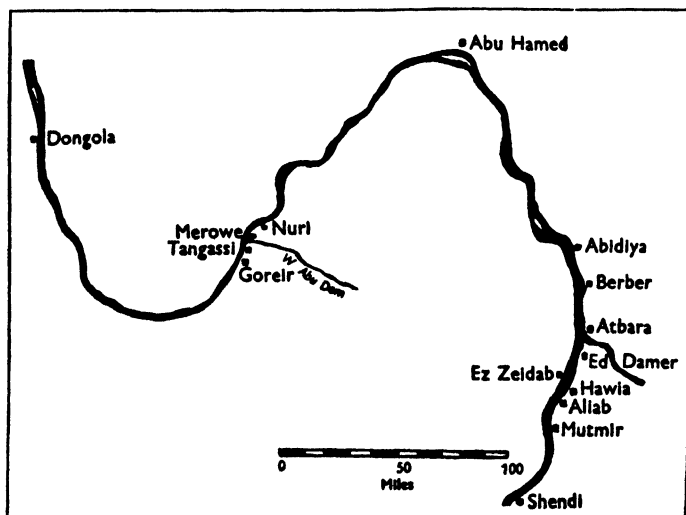 Abu Hamed
Dongola
Nuri
Merowe
Tangassi
Goreir
W Abu Dom
Abidiya
Berber
Atbara
Ed Damer
Ez Zeidab
Hawia
Aliab
Mutmir
0 50 100
Miles
Shendi